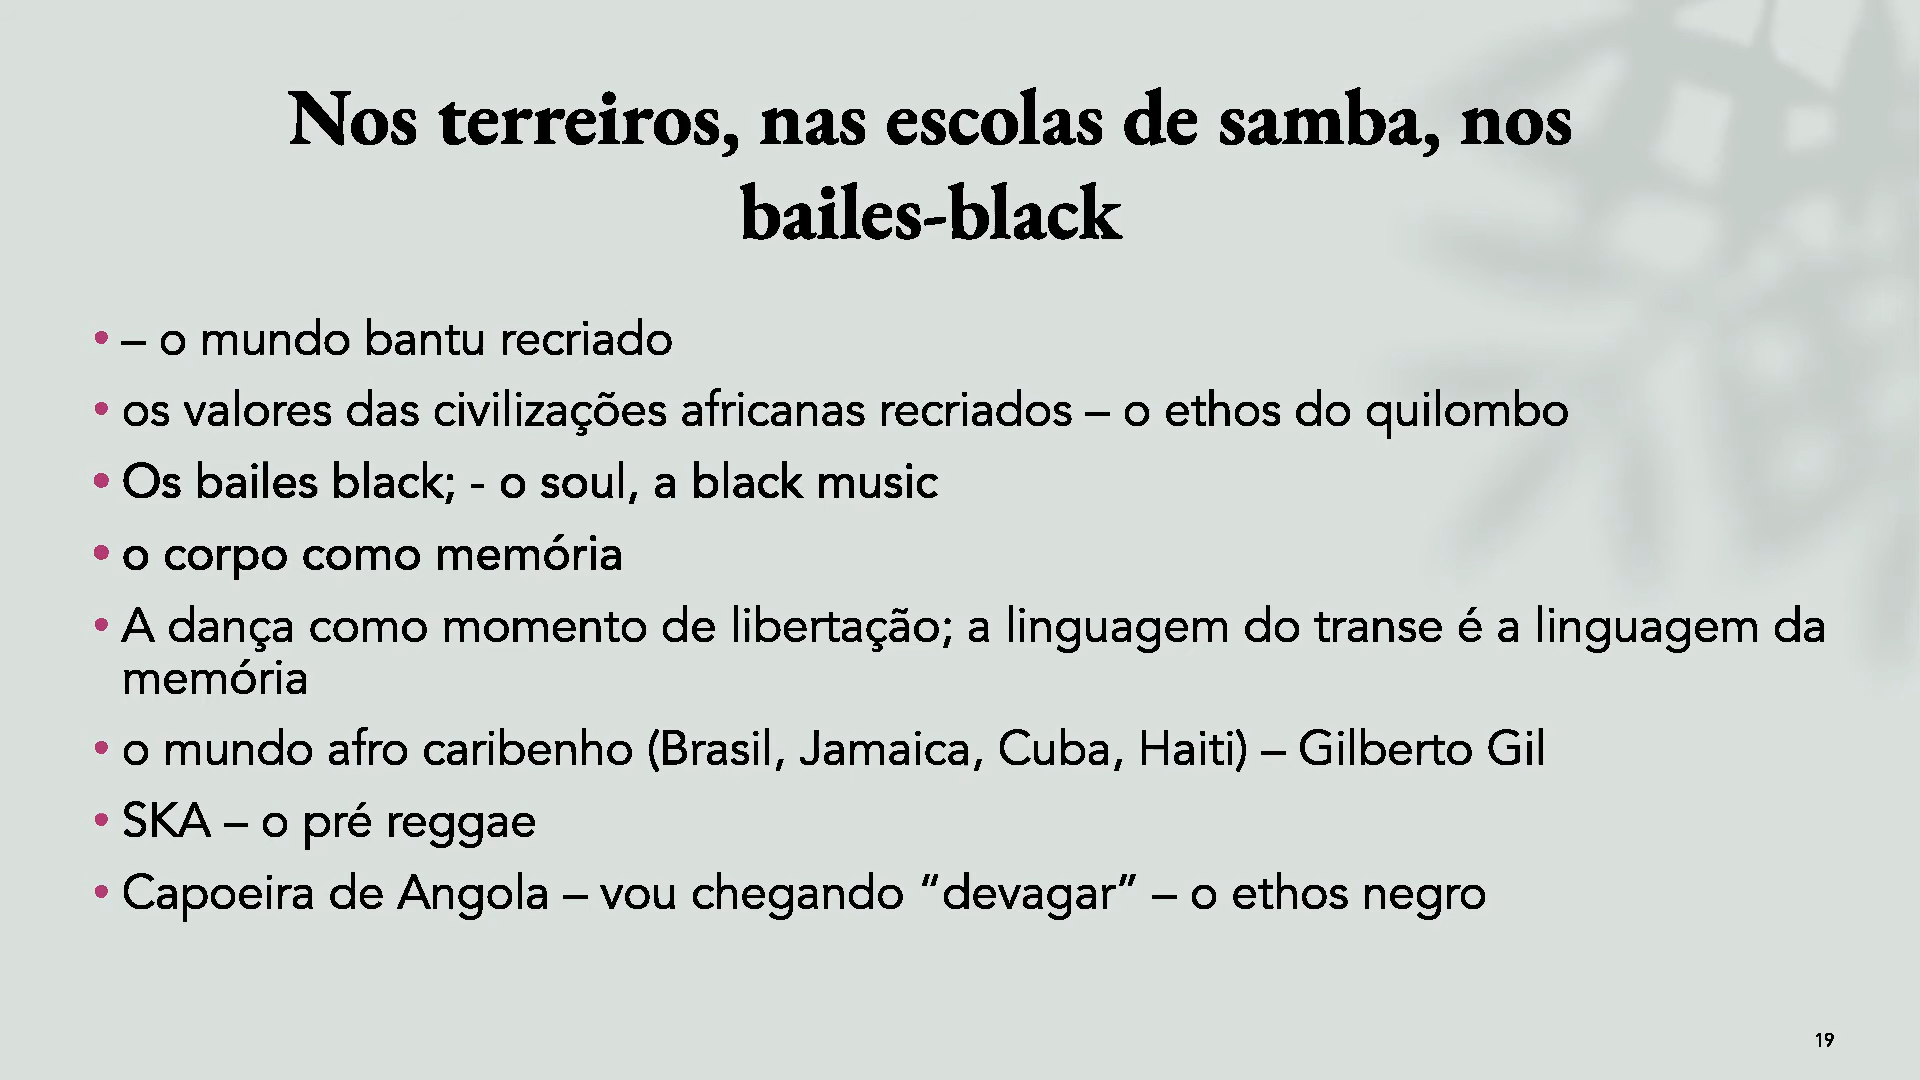 Nos terreiros, nas escolas de samba, nos
bailes-black
• – o mundo bantu recriado
• os valores das civilizações africanas recriados – o ethos do quilombo
• Os bailes black; - o soul, a black music
• o corpo como memória
• A dança como momento de libertação; a linguagem do transe é a linguagem da
memória
• o mundo afro caribenho (Brasil, Jamaica, Cuba, Haiti) – Gilberto Gil
• SKA – o pré reggae
• Capoeira de Angola – vou chegando “devagar” – o ethos negro
19